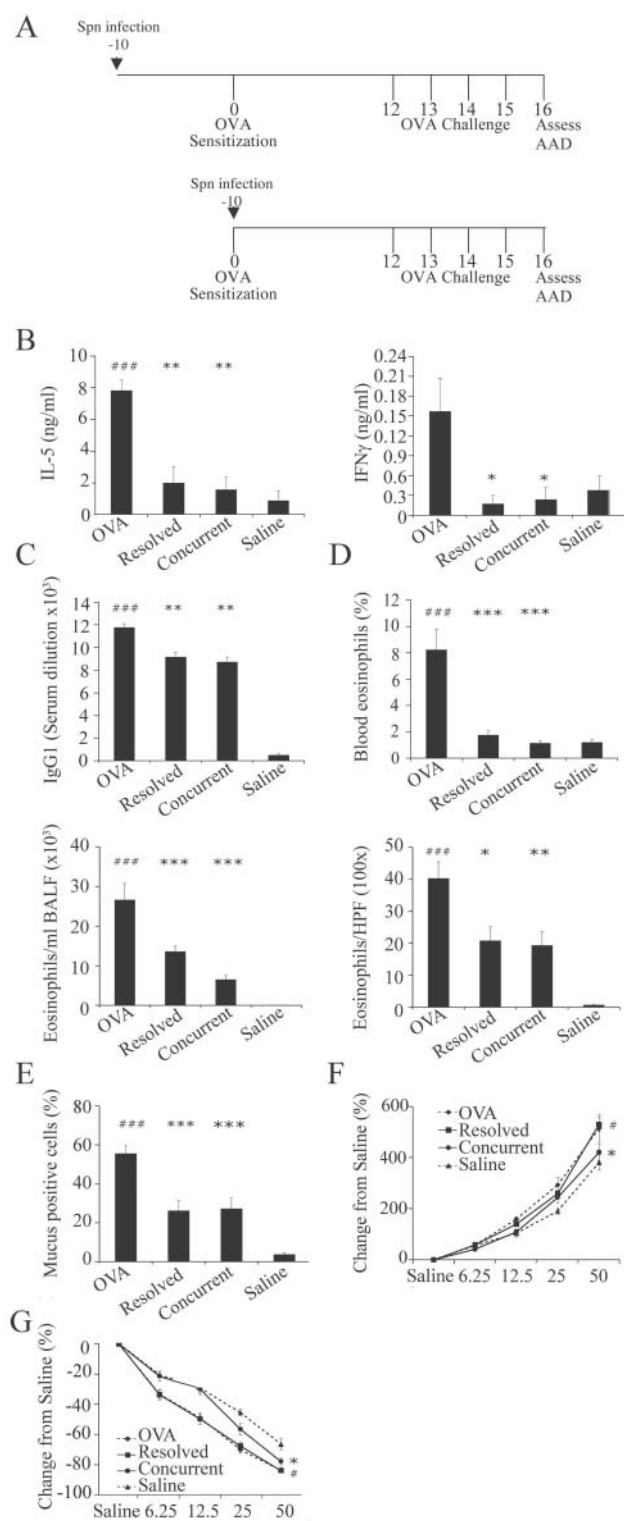 A
Spn infection
-10
0 12 13 14 15 16
OVA OVA Challenge Assess
Sensitization AAD
Spn infection
-10
0 12 13 14 15 16
OVA OVA Challenge Assess
Sensitization AAD
B
IL-5 (ng/ml)
10
8
6
4
2
0
### ** **
OVA Resolved Concurrent Saline
IFNγ (ng/ml)
0.24
0.21
0.18
0.15
0.12
0.9
0.6
0.3
0.00
* *
OVA Resolved Concurrent Saline
C
IgG1 (Serum dilution x10³)
14
12
10
8
6
4
2
0
### ** **
OVA Resolved Concurrent Saline
D
Blood eosinophils (%)
12
10
8
6
4
2
0
### *** ***
OVA Resolved Concurrent Saline
Eosinophils/ml BALF (x10³)
40
30
20
10
0
### *** ***
OVA Resolved Concurrent Saline
Eosinophils/HPF (100x)
50
40
30
20
10
0
### * **
OVA Resolved Concurrent Saline
E
Mucus positive cells (%)
80
60
40
20
0
### *** ***
OVA Resolved Concurrent Saline
F
Change from Saline (%)
600
400
200
0
OVA
Resolved
Concurrent
Saline
#
*
Saline 6.25 12.5 25 50
G
Change from Saline (%)
0
-20
-40
-60
-80
-100
OVA
Resolved
Concurrent
Saline
*
#
Saline 6.25 12.5 25 50